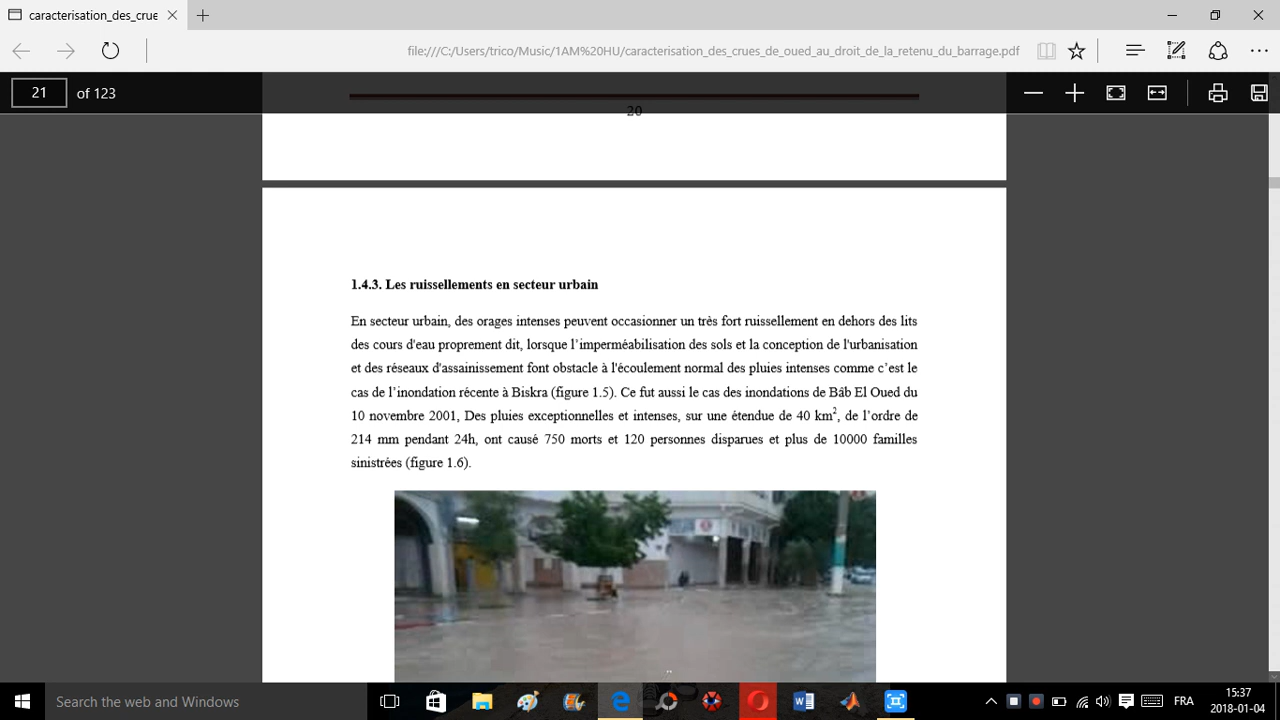 caracterisation_des_crue
file:///C:/Users/trico/Music/1AM%20HU/caracterisation_des_crues_de_oued_au_droit_de_la_retenu_du_barrage.pdf
21 of 123
20
1.4.3. Les ruissellements en secteur urbain
En secteur urbain, des orages intenses peuvent occasionner un très fort ruissellement en dehors des lits
des cours d'eau proprement dit, lorsque l’imperméabilisation des sols et la conception de l'urbanisation
et des réseaux d'assainissement font obstacle à l'écoulement normal des pluies intenses comme c’est le
cas de l’inondation récente à Biskra (figure 1.5). Ce fut aussi le cas des inondations de Bâb El Oued du
10 novembre 2001, Des pluies exceptionnelles et intenses, sur une étendue de 40 km², de l’ordre de
214 mm pendant 24h, ont causé 750 morts et 120 personnes disparues et plus de 10000 familles
sinistrées (figure 1.6).
Search the web and Windows
FRA
15:37
2018-01-04